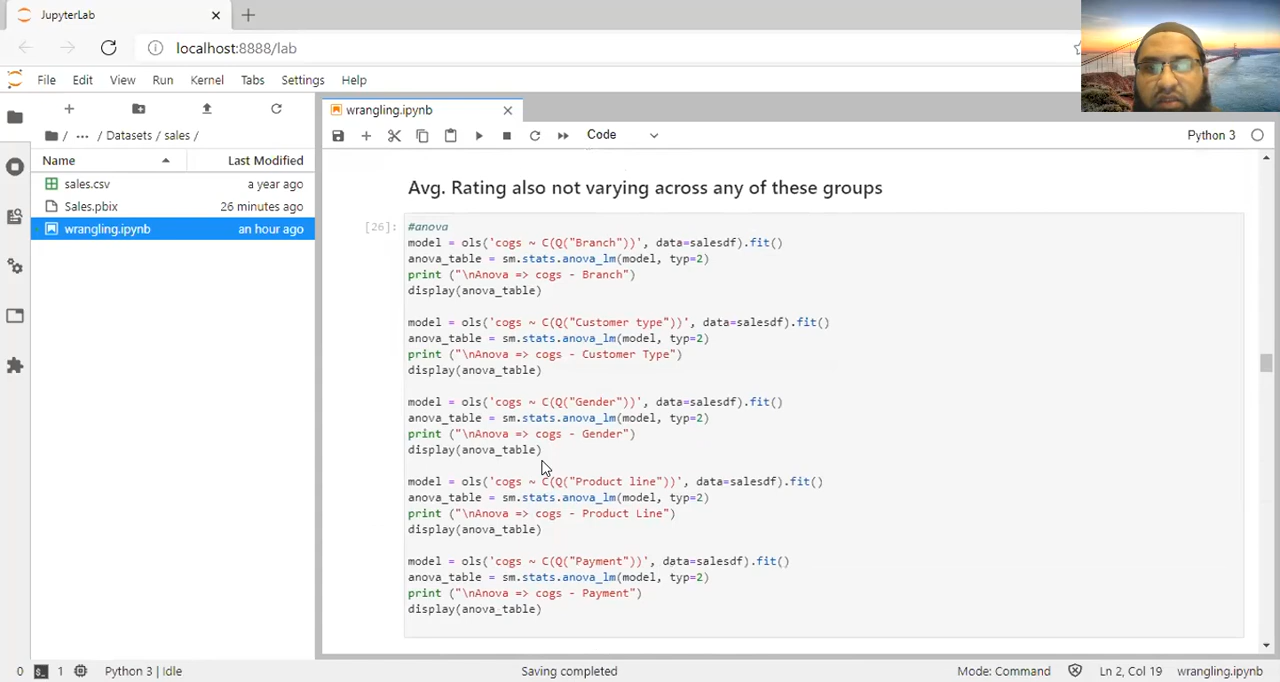 JupyterLab
localhost:8888/lab
File Edit View Run Kernel Tabs Settings Help
wrangling.ipynb
/ ... / Datasets / sales /
Code
Python 3
Name Last Modified
sales.csv a year ago
Sales.pbix 26 minutes ago
wrangling.ipynb an hour ago
Avg. Rating also not varying across any of these groups
[26]:
#anova
model = ols('cogs ~ C(Q("Branch"))', data=salesdf).fit()
anova_table = sm.stats.anova_lm(model, typ=2)
print ("\nAnova => cogs - Branch")
display(anova_table)
model = ols('cogs ~ C(Q("Customer type"))', data=salesdf).fit()
anova_table = sm.stats.anova_lm(model, typ=2)
print ("\nAnova => cogs - Customer Type")
display(anova_table)
model = ols('cogs ~ C(Q("Gender"))', data=salesdf).fit()
anova_table = sm.stats.anova_lm(model, typ=2)
print ("\nAnova => cogs - Gender")
display(anova_table)
model = ols('cogs ~ C(Q("Product line"))', data=salesdf).fit()
anova_table = sm.stats.anova_lm(model, typ=2)
print ("\nAnova => cogs - Product Line")
display(anova_table)
model = ols('cogs ~ C(Q("Payment"))', data=salesdf).fit()
anova_table = sm.stats.anova_lm(model, typ=2)
print ("\nAnova => cogs - Payment")
display(anova_table)
0 1 Python 3 | Idle Saving completed Mode: Command Ln 2, Col 19 wrangling.ipynb